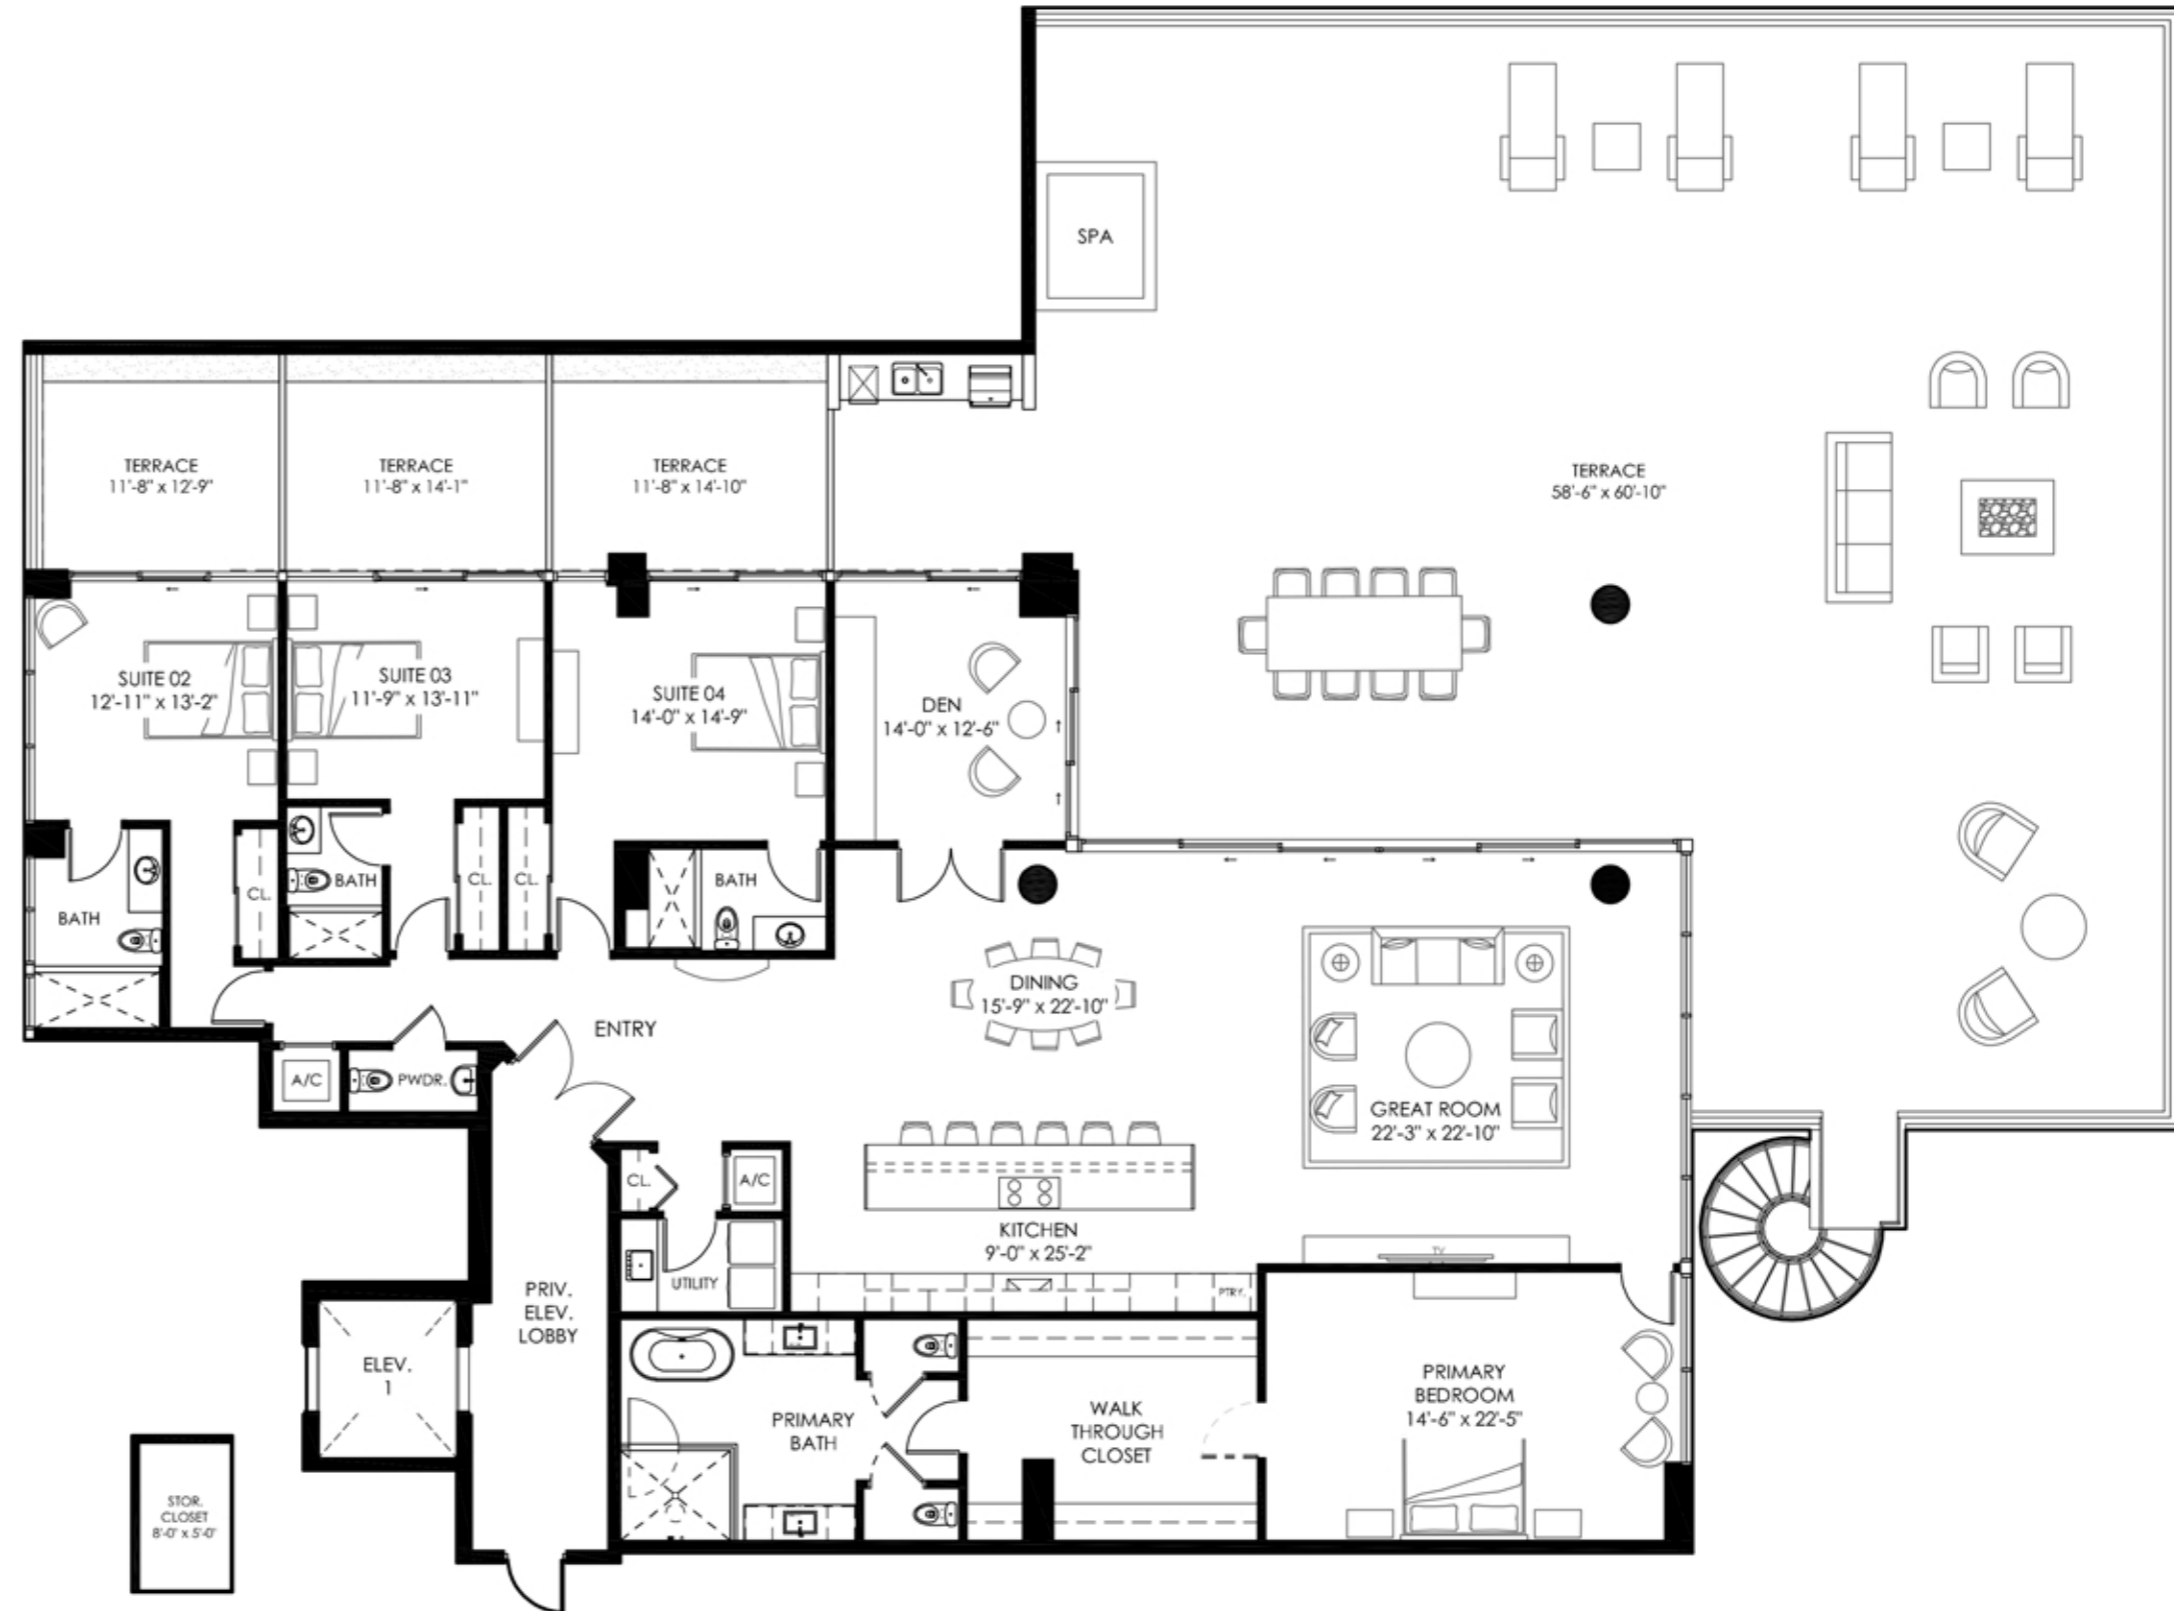 SPA
TERRACE
11'-8" x 12'-9"
TERRACE
11'-8" x 14'-1"
TERRACE
11'-8" x 14'-10"
TERRACE
58'-6" x 60'-10"
SUITE 02
12'-11" x 13'-2"
SUITE 03
11'-9" x 13'-11"
SUITE 04
14'-0" x 14'-9"
DEN
14'-0" x 12'-6"
BATH
CL.
BATH
CL.
CL.
BATH
DINING
15'-9" x 22'-10"
ENTRY
A/C
PWDR.
GREAT ROOM
22'-3" x 22'-10"
CL.
A/C
KITCHEN
9'-0" x 25'-2"
TV
UTILITY
PTRY.
PRIV.
ELEV.
LOBBY
ELEV.
1
PRIMARY
BATH
WALK
THROUGH
CLOSET
PRIMARY
BEDROOM
14'-6" x 22'-5"
STOR.
CLOSET
8'-0" x 5'-0"